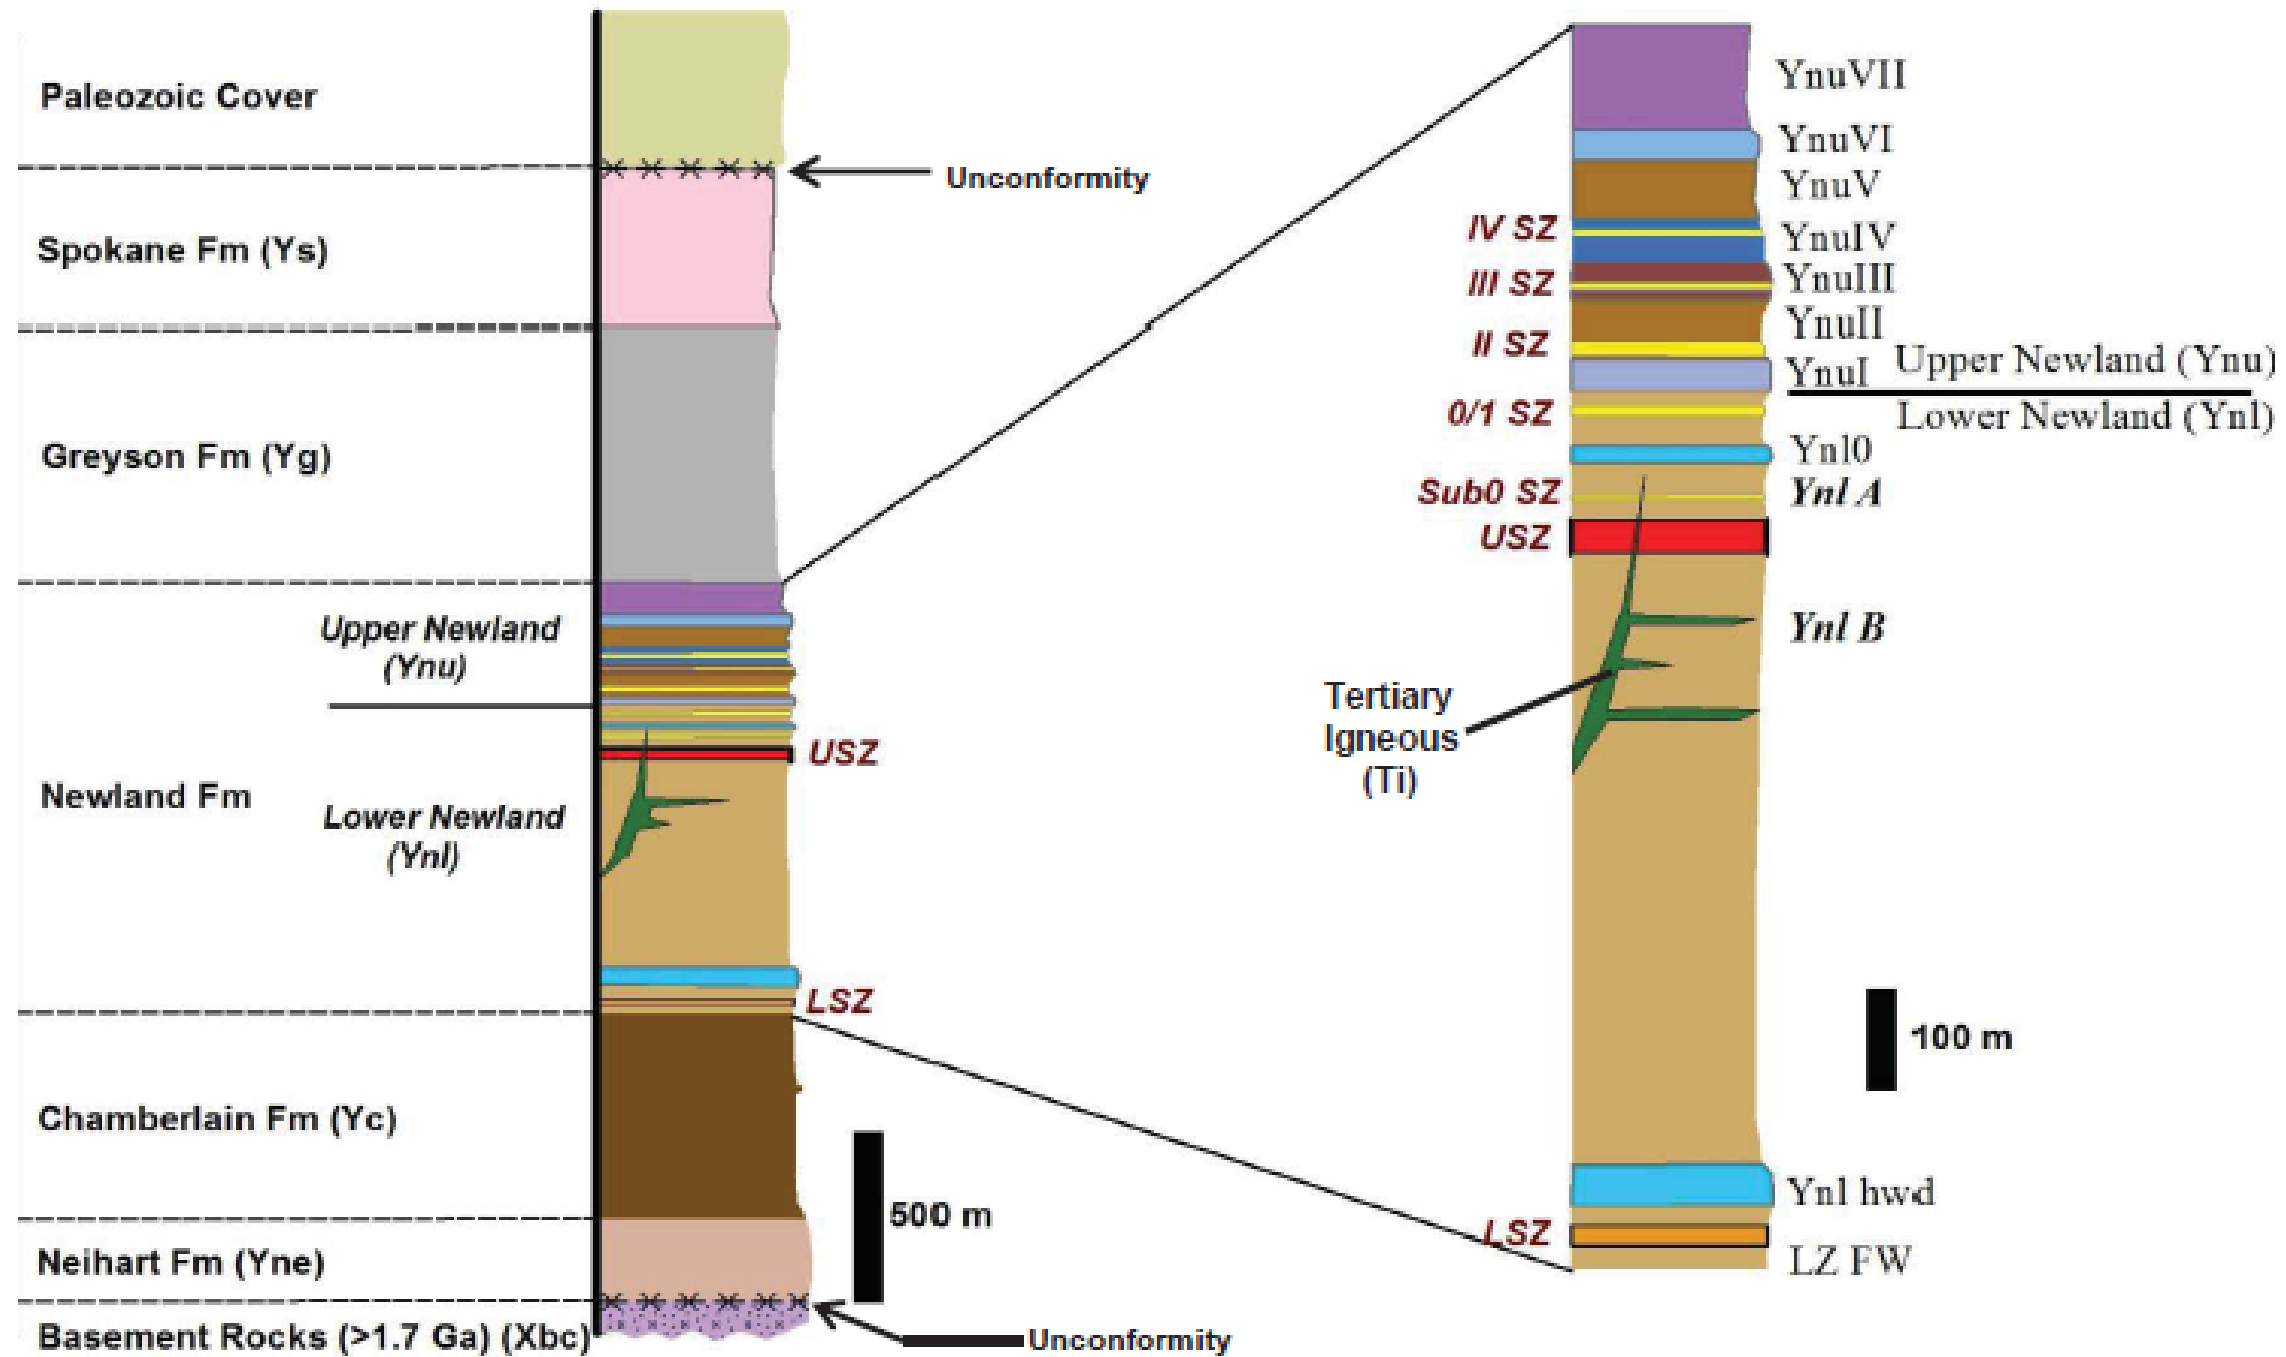 Paleozoic Cover
Unconformity
Spokane Fm (Ys)
Greyson Fm (Yg)
Upper Newland
(Ynu)
USZ
Newland Fm
Lower Newland
(Ynl)
LSZ
Chamberlain Fm (Yc)
500 m
Neihart Fm (Yne)
Basement Rocks (>1.7 Ga) (Xbc)
Unconformity
YnuVII
YnuVI
YnuV
IV SZ
YnuIV
III SZ
YnuIII
YnuII
II SZ
YnuI
Upper Newland (Ynu)
0/1 SZ
Lower Newland (Ynl)
Ynl0
Sub0 SZ
Ynl A
USZ
Ynl B
Tertiary
Igneous
(Ti)
100 m
Ynl hwd
LSZ
LZ FW